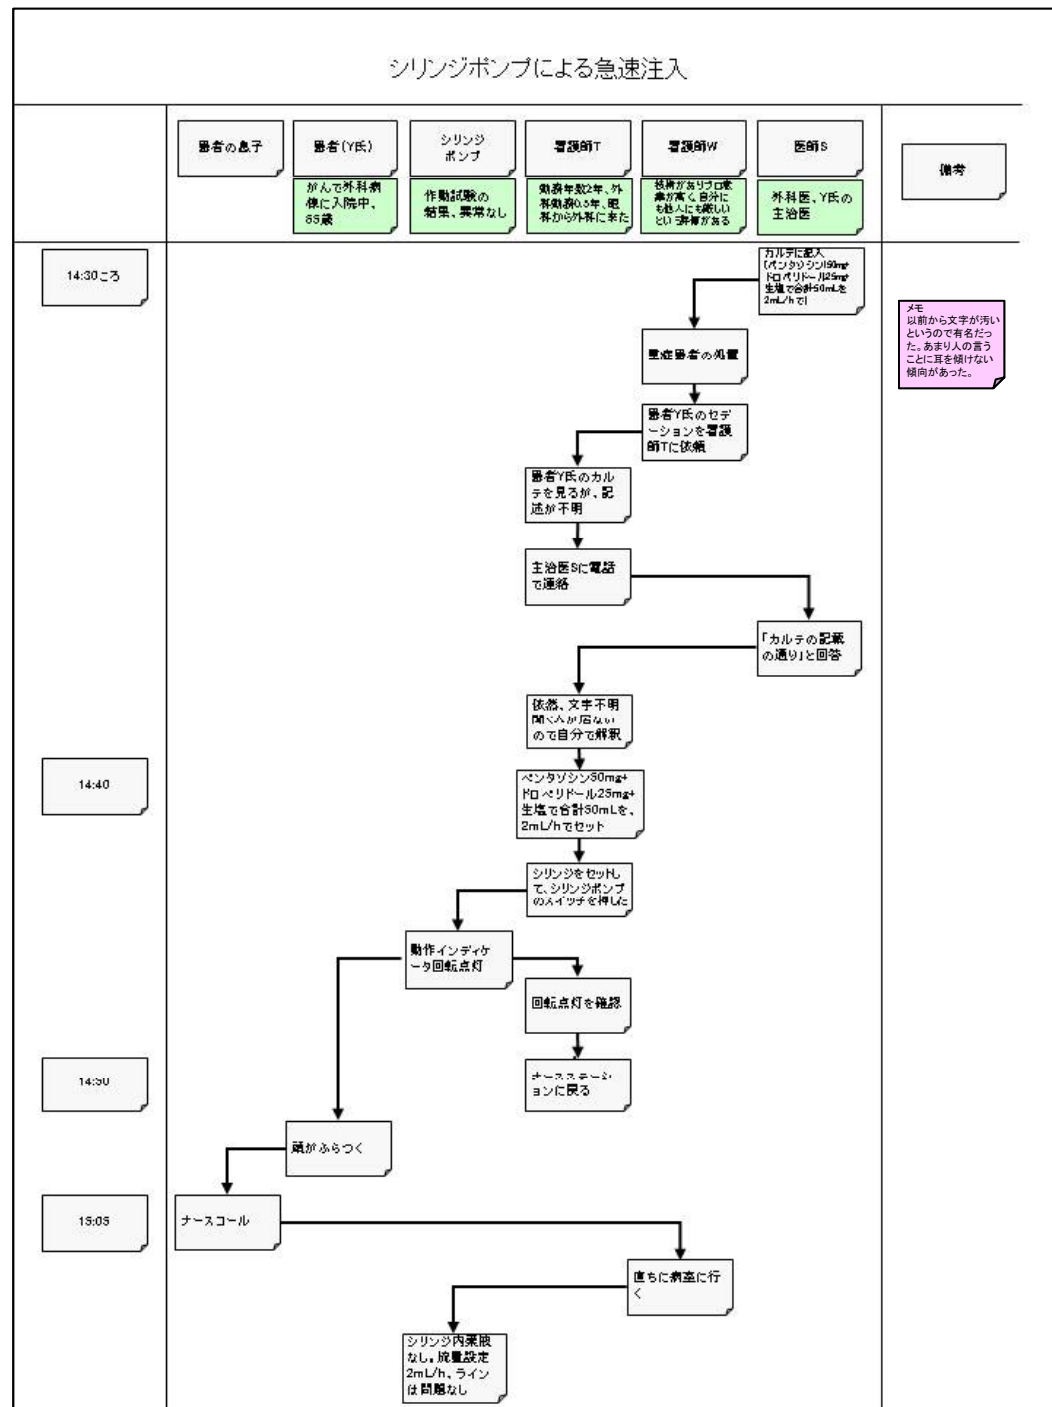 シリンジポンプによる急速注入
患者の息子
患者(Y氏)
シリンジ
ポンプ
看護師T
看護師W
医師S
備考
がんで外科病
棟に入院中、
作動試験の
結果、異常なし
勤務年数2年、外
科勤務0.5年、眼
科から外科に来た
技術がありプロ意
識が高く、自分に
も他人にも厳しい
という評価がある
外科医、Y氏の
主治医
14:30ころ
カルテに記入
(ペンタゾシン150mg+
ドロペリドール25mg+
生塩で合計50mLを
2mL/hで)
メモ
以前から文字が汚い
というので有名だっ
た。あまり人の言う
ことに耳を傾けない
傾向があった。
重症患者の処置
患者Y氏のセデ
ーションを看護
師Tに依頼
患者Y氏のカル
テを見るが、記
述が不明
主治医Sに電話
で連絡
「カルテの記載
の通り」と回答
依然、文字不明
聞く人が居ない
ので自分で解釈
14:40
ペンタゾシン50mg+
ドロペリドール25mg+
生塩で合計50mLを、
2mL/hでセット
シリンジをセットし
て、シリンジポンプ
のスイッチを押した
動作インディケ
ータ回転点灯
回転点灯を確認
14:50
ナースステーシ
ョンに戻る
頭がふらつく
15:05
ナースコール
直ちに病室に行
く
シリンジ内薬液
なし。流量設定
2mL/h、ライン
は問題なし